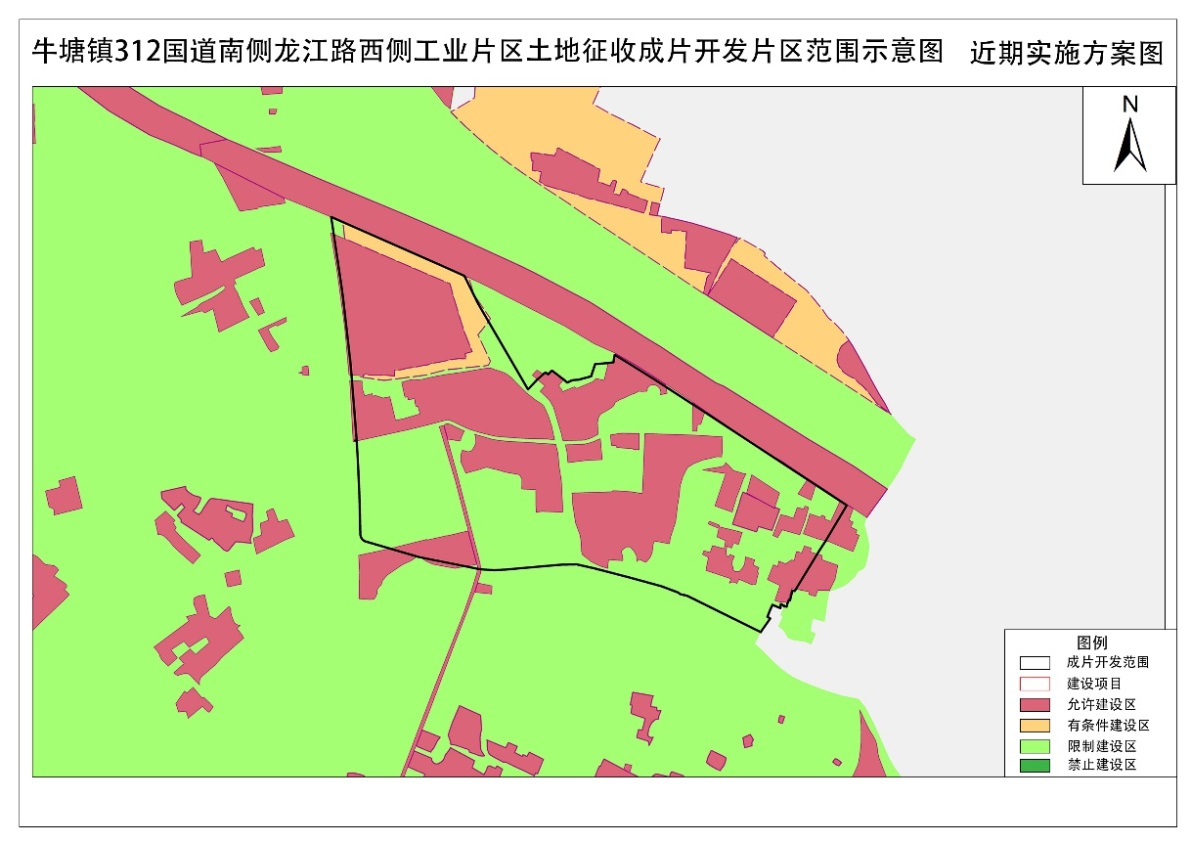 牛塘镇312国道南侧龙江路西侧工业片区土地征收成片开发片区范围示意图 近期实施方案图
N
图例
成片开发范围
建设项目
允许建设区
有条件建设区
限制建设区
禁止建设区